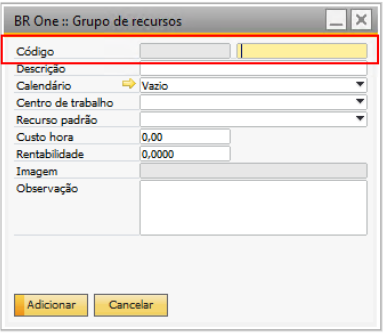 BR One :: Grupo de recursos
Código
Descrição
Calendário Vazio
Centro de trabalho
Recurso padrão
Custo hora 0,00
Rentabilidade 0,0000
Imagem
Observação
Adicionar Cancelar